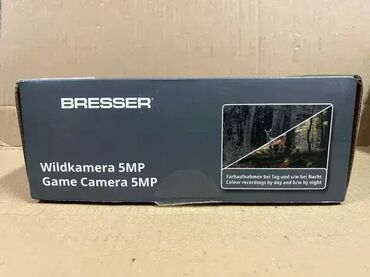 BRESSER
Wildkamera 5MP
Game Camera 5MP
Farbaufnahmen bei Tag und s/w bei Nacht
Colour recordings by day and b/w by night